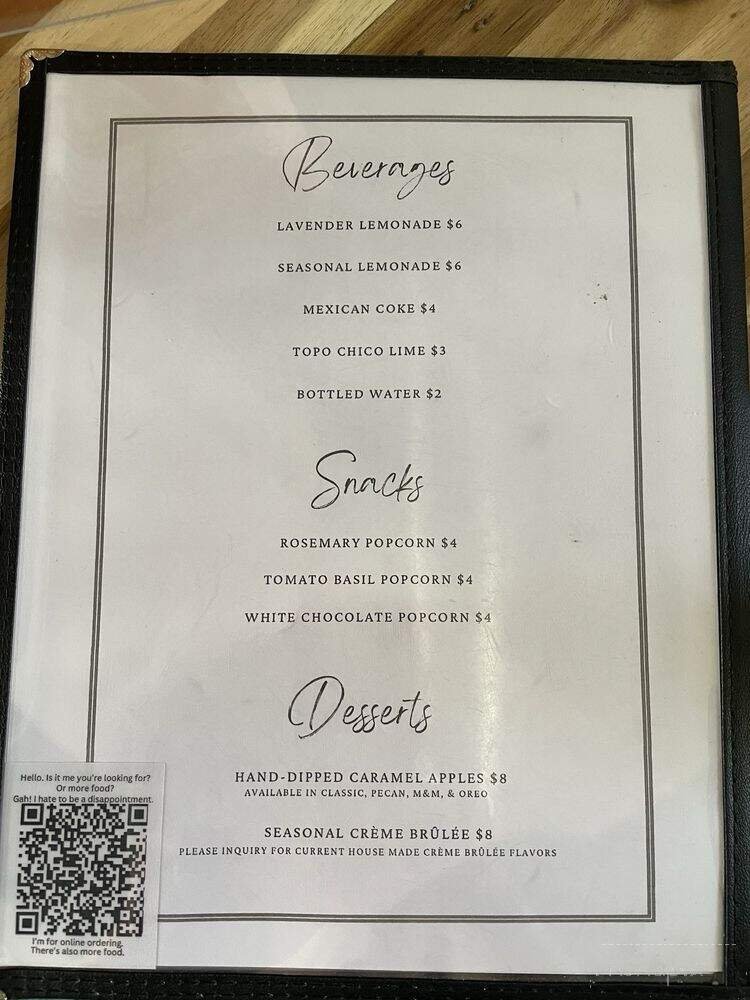 Beverages
LAVENDER LEMONADE $6
SEASONAL LEMONADE $6
MEXICAN COKE $4
TOPO CHICO LIME $3
BOTTLED WATER $2
Snacks
ROSEMARY POPCORN $4
TOMATO BASIL POPCORN $4
WHITE CHOCOLATE POPCORN $4
Desserts
HAND-DIPPED CARAMEL APPLES $8
AVAILABLE IN CLASSIC, PECAN, M&M, & OREO
SEASONAL CRÈME BRÛLÉE $8
PLEASE INQUIRY FOR CURRENT HOUSE MADE CRÈME BRÛLÉE FLAVORS
Hello. Is it me you're looking for?
Or more food?
Gah! I hate to be a disappointment.
I'm for online ordering.
There's also more food.